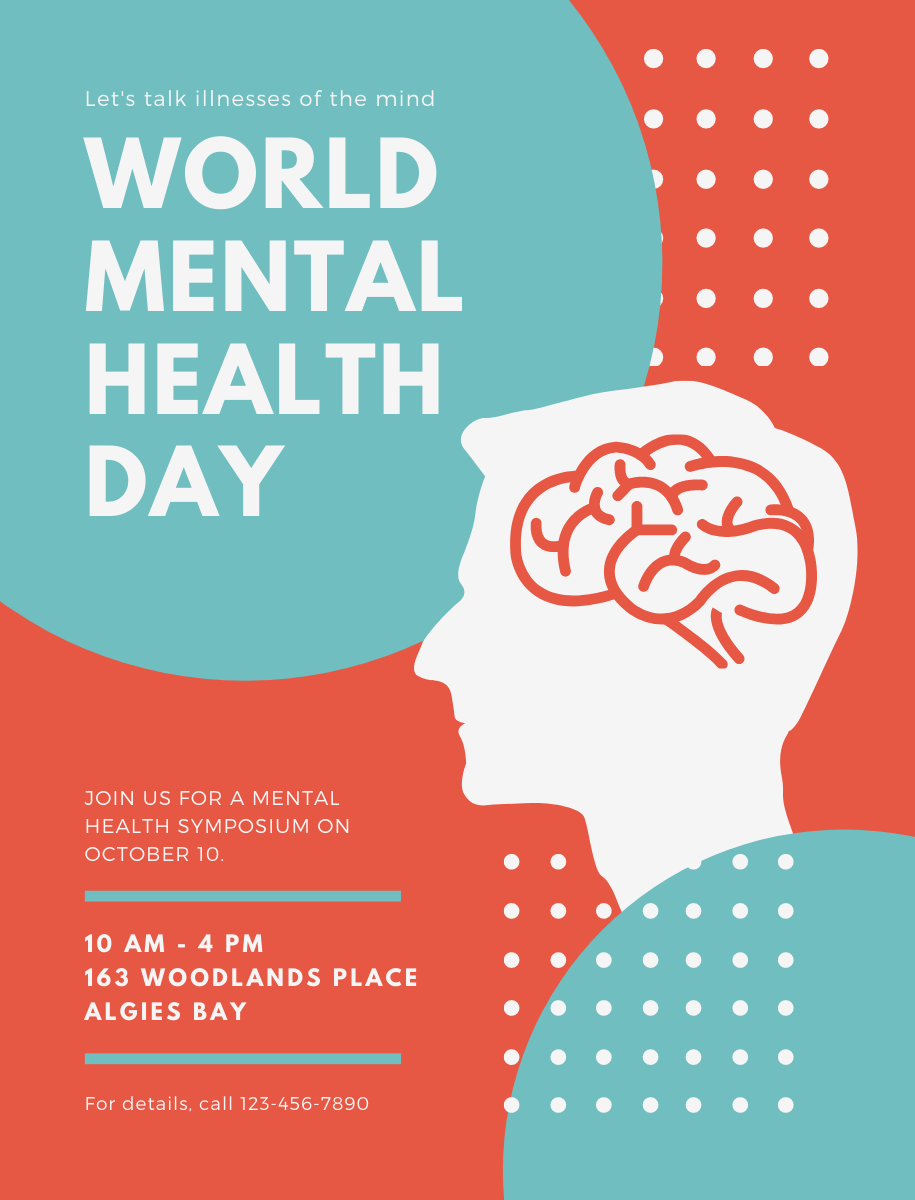 Let's talk illnesses of the mind
WORLD
MENTAL
HEALTH
DAY
JOIN US FOR A MENTAL
HEALTH SYMPOSIUM ON
OCTOBER 10.
10 AM - 4 PM
163 WOODLANDS PLACE
ALGIES BAY
For details, call 123-456-7890